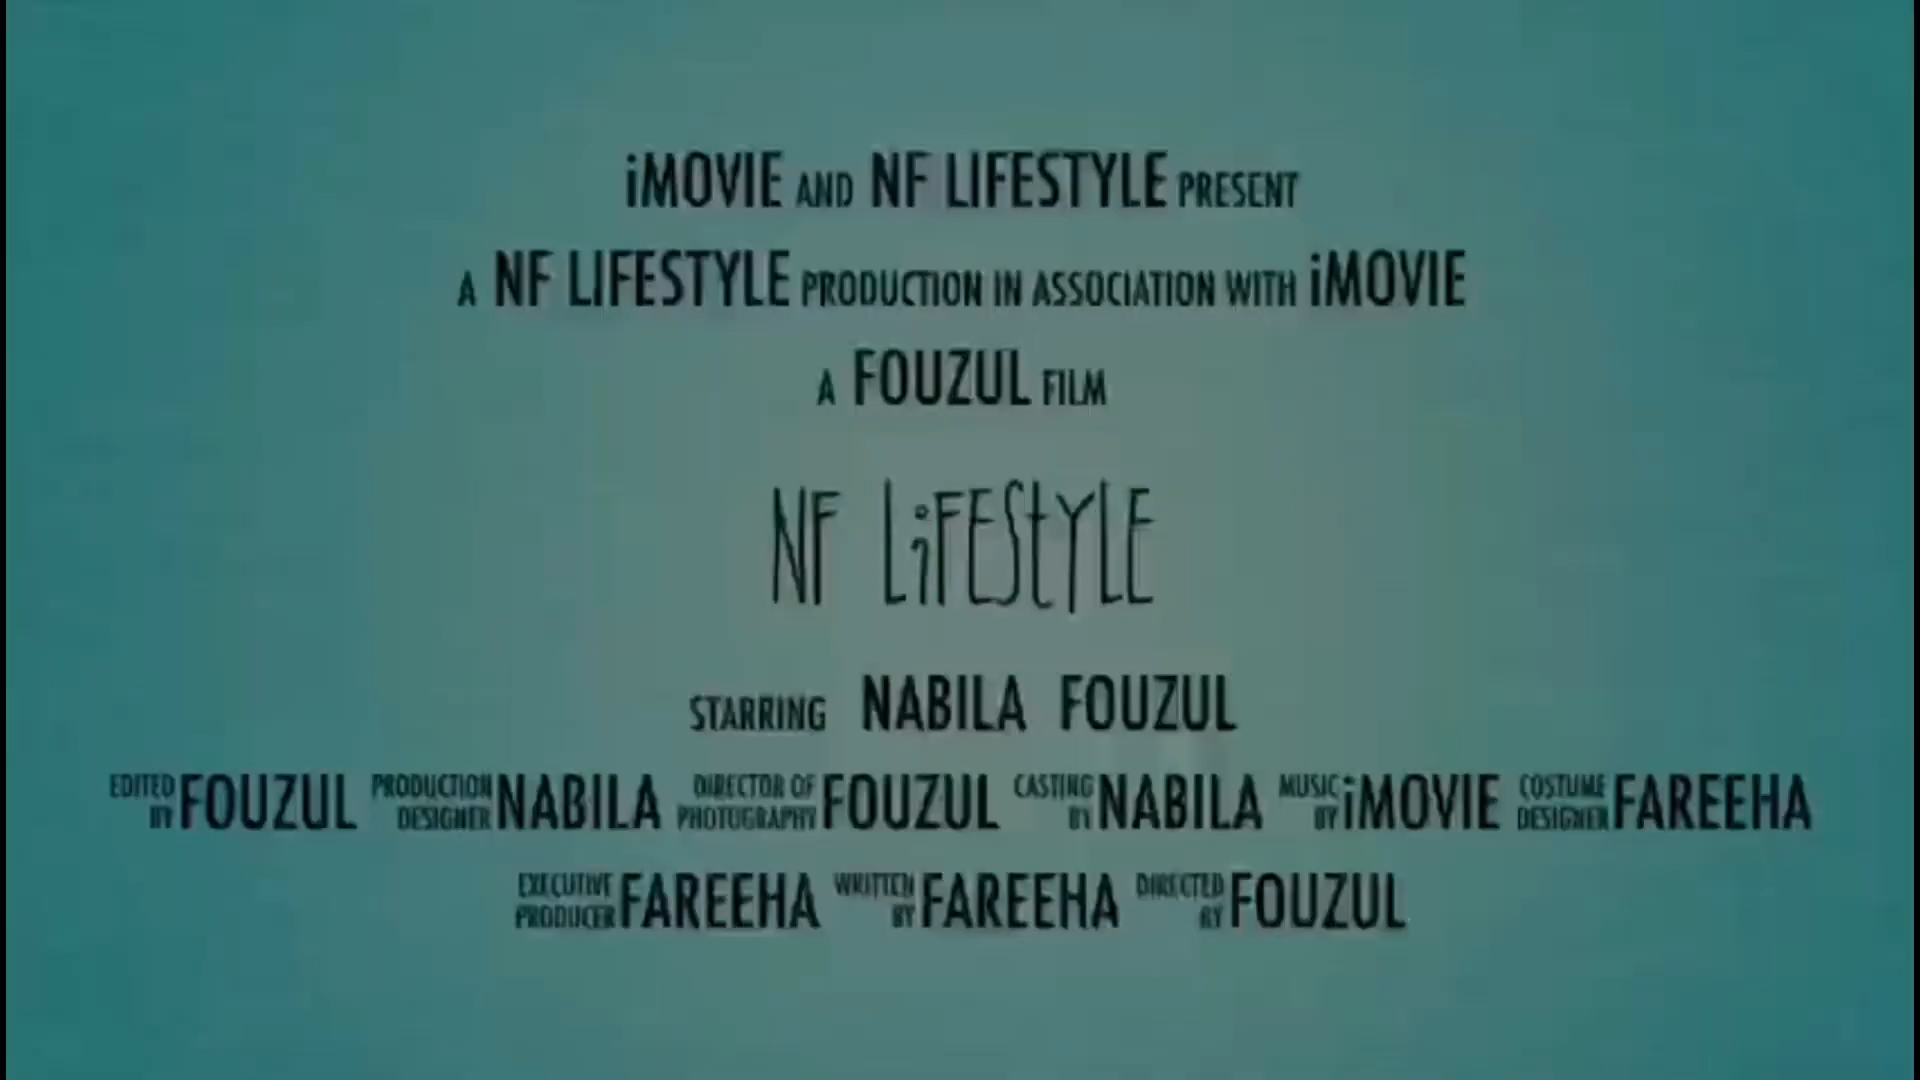 iMOVIE AND NF LIFESTYLE PRESENT
A NF LIFESTYLE PRODUCTION IN ASSOCIATION WITH iMOVIE
A FOUZUL FILM
NF LiFEStYLE
STARRING NABILA FOUZUL
EDITED BY FOUZUL PRODUCTION DESIGNER NABILA DIRECTOR OF PHOTOGRAPHY FOUZUL CASTING BY NABILA MUSIC BY iMOVIE COSTUME DESIGNER FAREEHA
EXECUTIVE PRODUCER FAREEHA WRITTEN BY FAREEHA DIRECTED BY FOUZUL